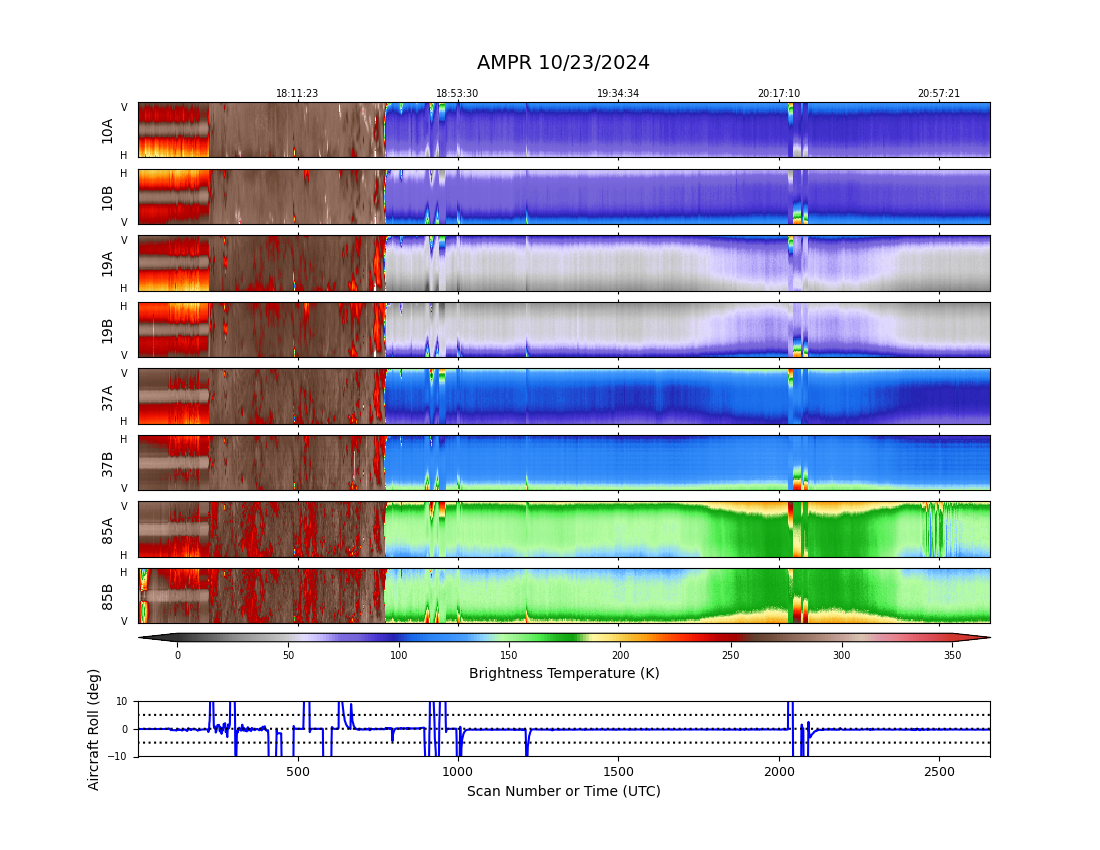 AMPR 10/23/2024
18:11:23 18:53:30 19:34:34 20:17:10 20:57:21
V
10A
H
H
10B
V
V
19A
H
H
19B
V
V
37A
H
H
37B
V
V
85A
H
H
85B
V
0 50 100 150 200 250 300 350
Brightness Temperature (K)
10
0
−10
Aircraft Roll (deg)
500 1000 1500 2000 2500
Scan Number or Time (UTC)